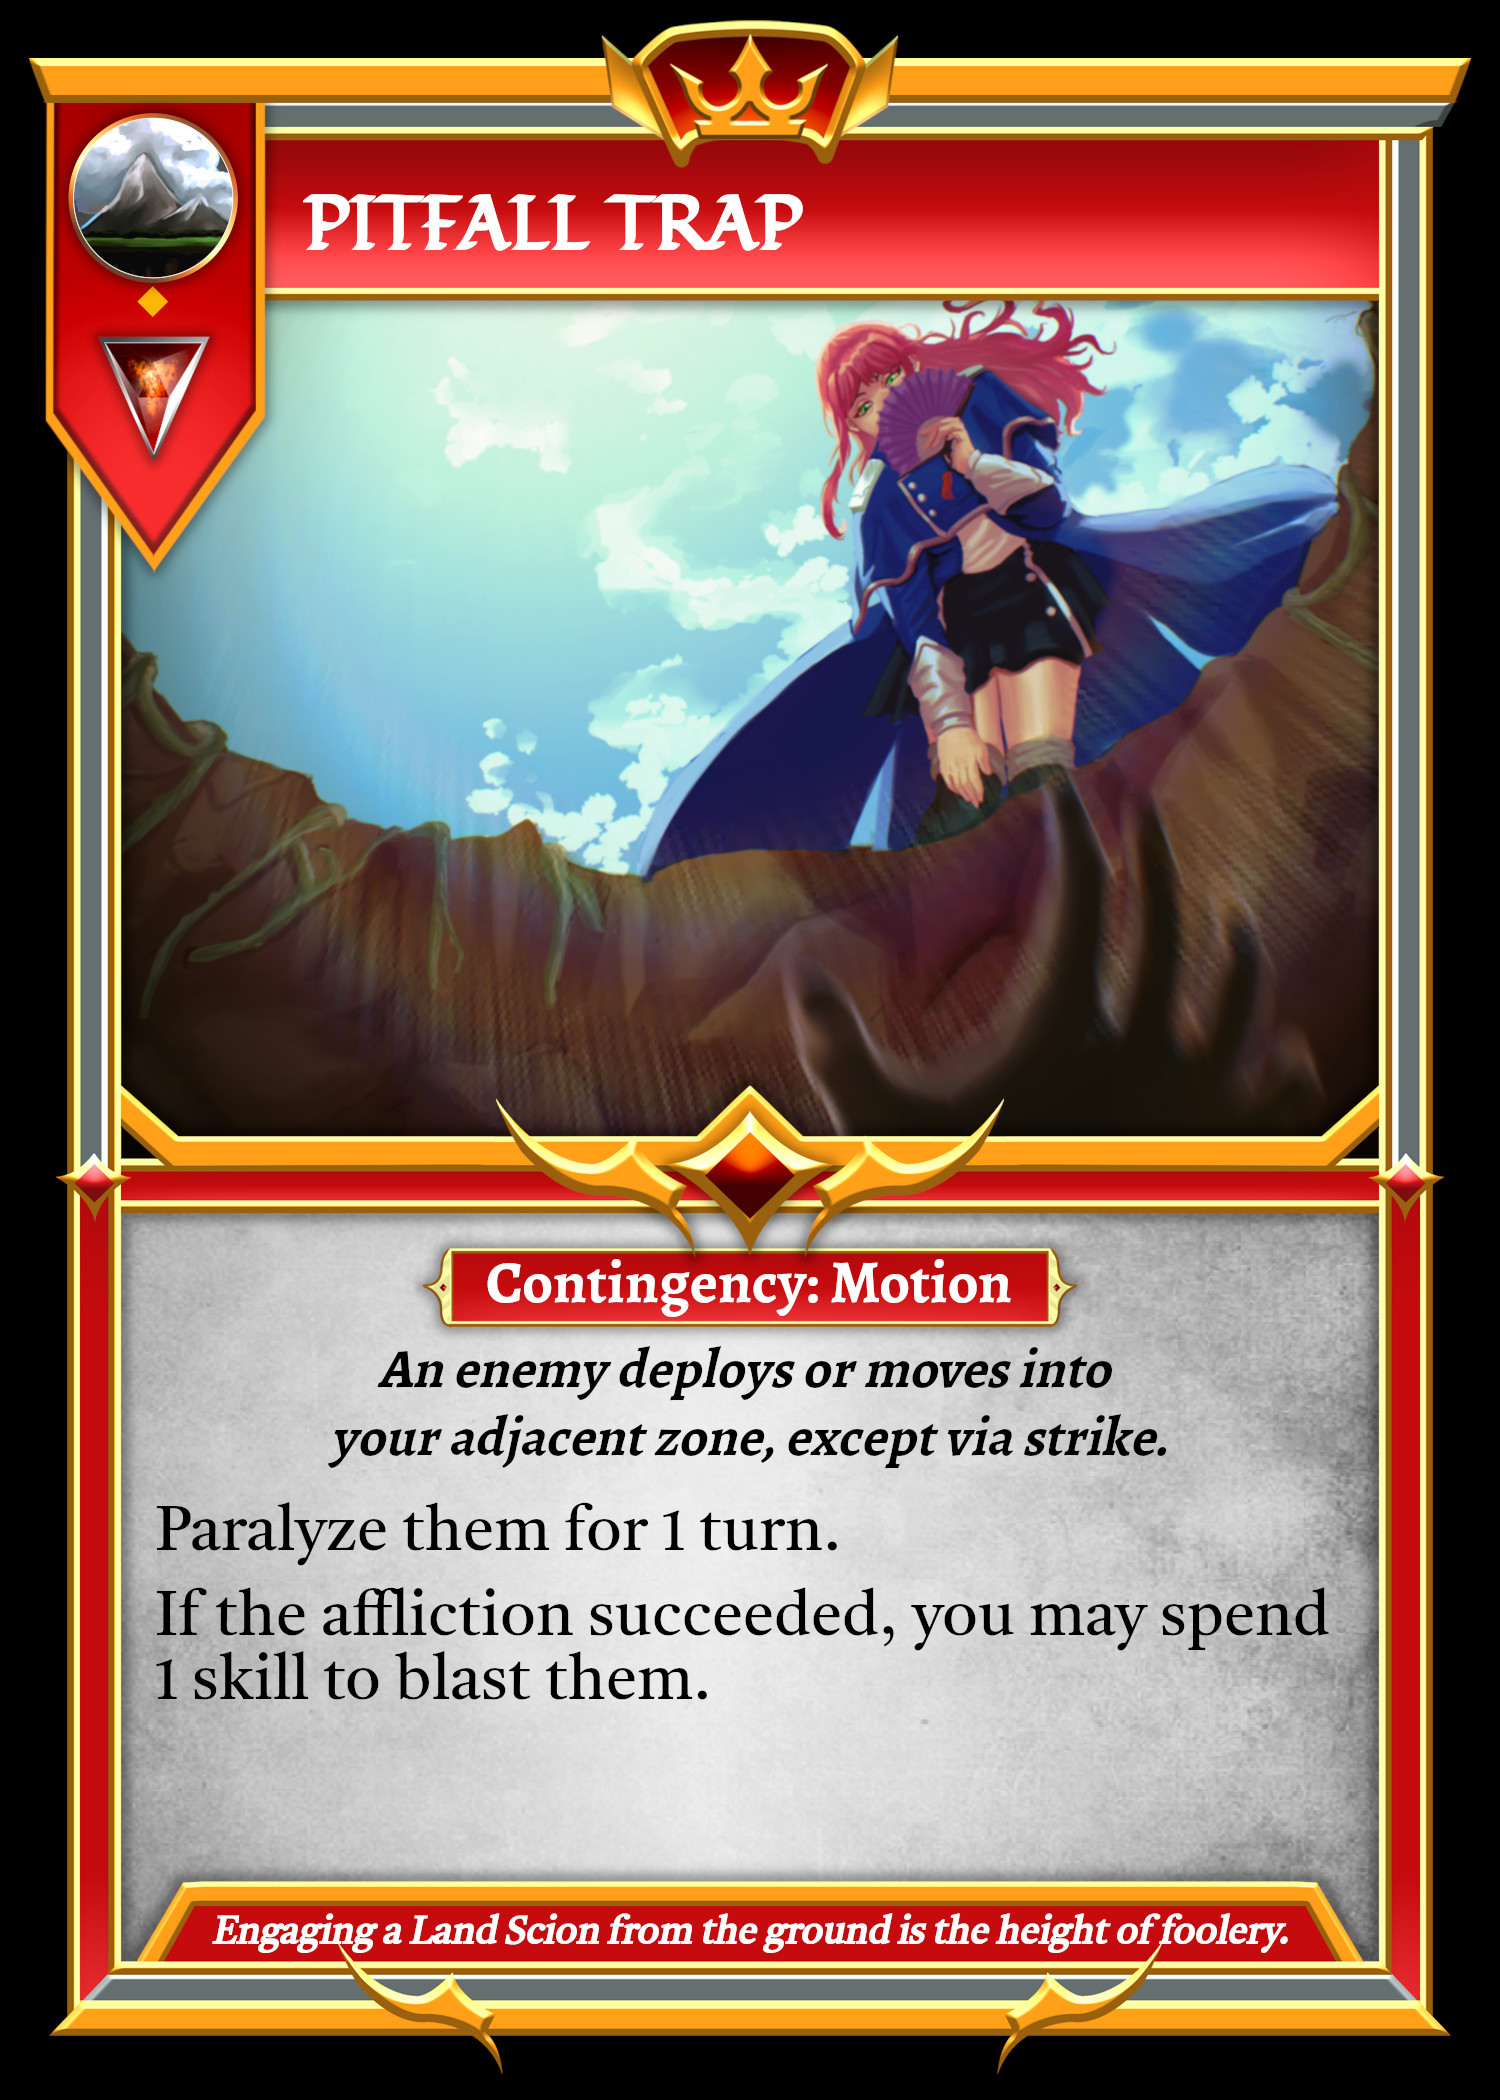 PITFALL TRAP
Contingency: Motion
An enemy deploys or moves into
your adjacent zone, except via strike.
Paralyze them for 1 turn.
If the affliction succeeded, you may spend
1 skill to blast them.
Engaging a Land Scion from the ground is the height of foolery.